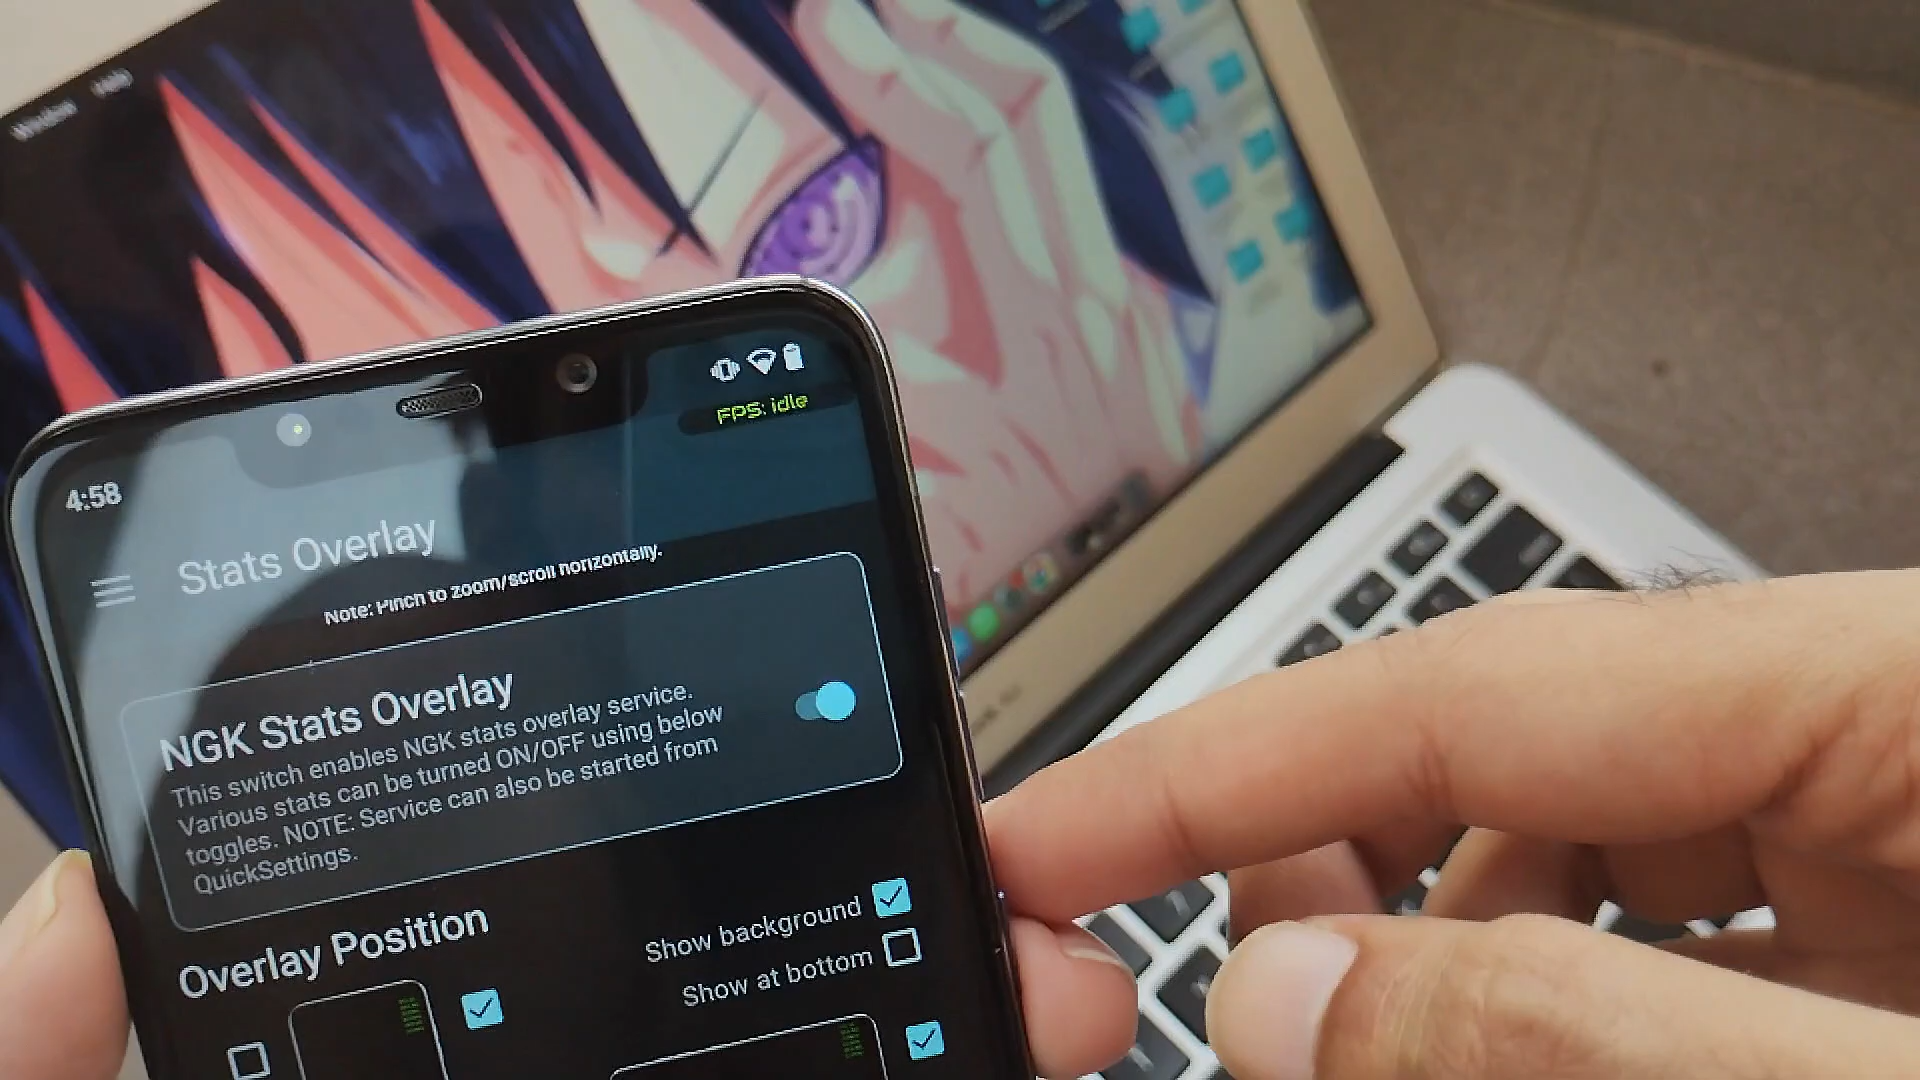 Window Help
FPS: idle
4:58
Stats Overlay
Note: Pinch to zoom/scroll horizontally.
NGK Stats Overlay
This switch enables NGK stats overlay service.
Various stats can be turned ON/OFF using below
toggles. NOTE: Service can also be started from
QuickSettings.
Overlay Position
Show background
Show at bottom